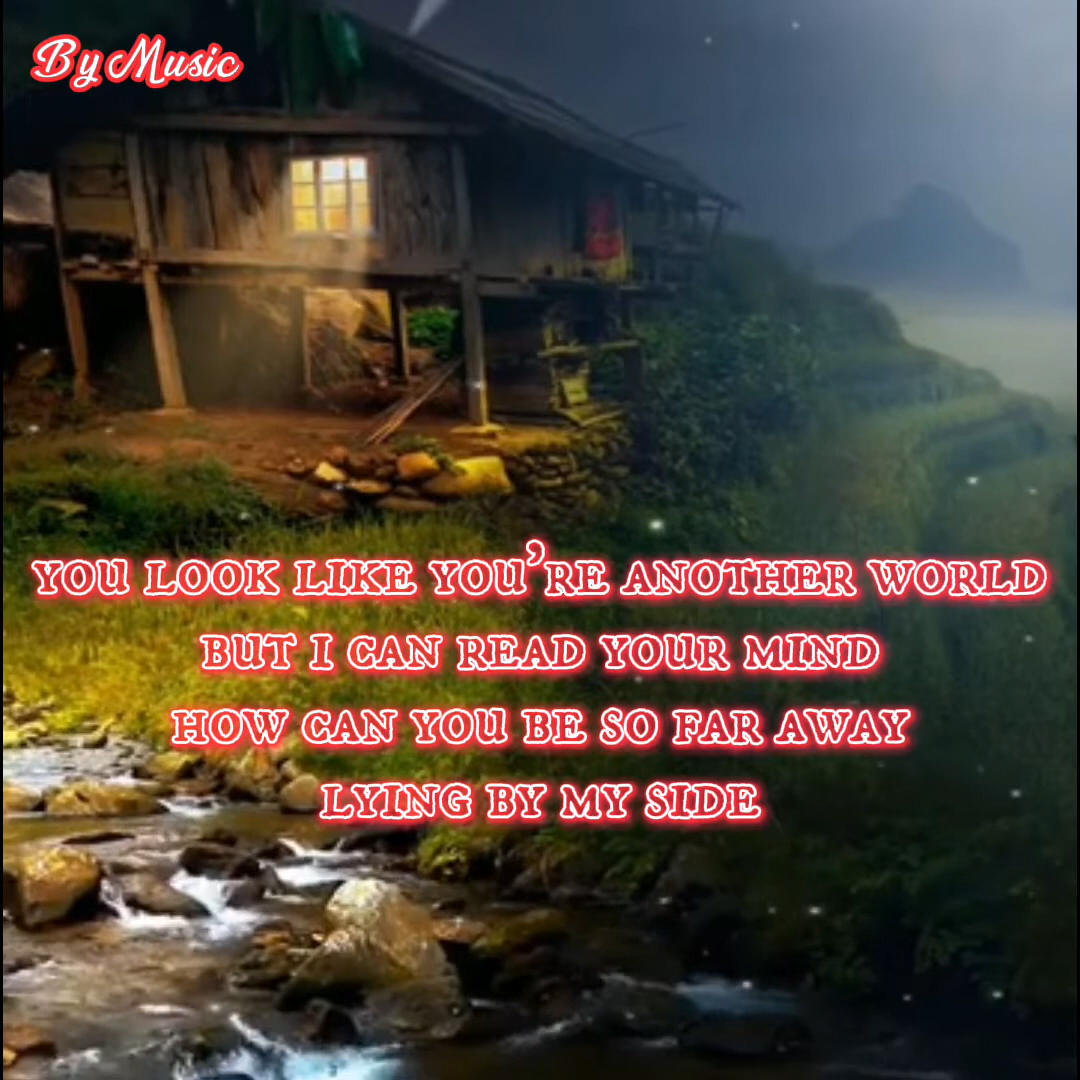 By Music
YOU LOOK LIKE YOU'RE ANOTHER WORLD
BUT I CAN READ YOUR MIND
HOW CAN YOU BE SO FAR AWAY
LYING BY MY SIDE